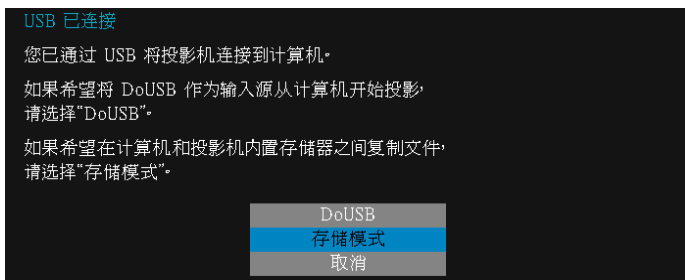 USB 已连接
您已通过 USB 将投影机连接到计算机。
如果希望将 DoUSB 作为输入源从计算机开始投影，
请选择“DoUSB”。
如果希望在计算机和投影机内置存储器之间复制文件，
请选择“存储模式”。
DoUSB
存储模式
取消